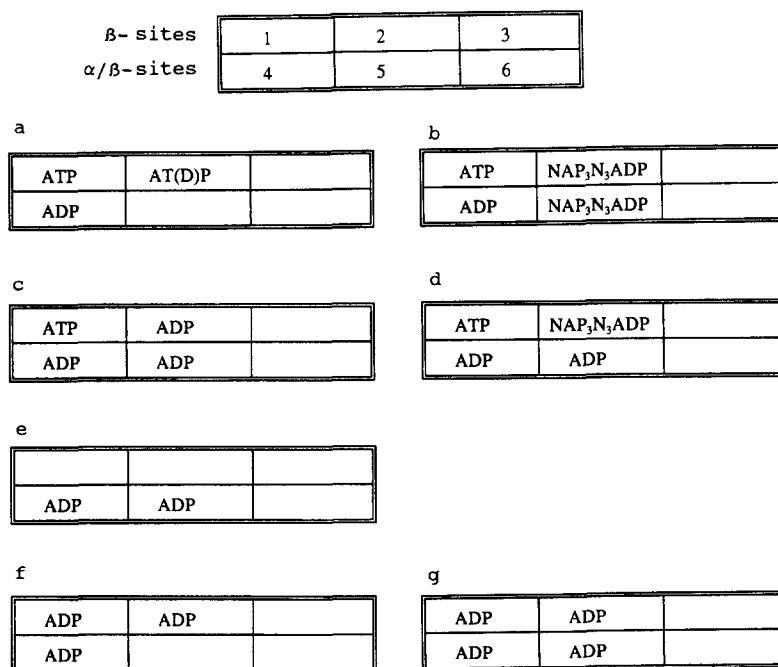 ß- sites 1 2 3
α/ß-sites 4 5 6
a
ATP AT(D)P
ADP
b
ATP NAP₃N₃ADP
ADP NAP₃N₃ADP
c
ATP ADP
ADP ADP
d
ATP NAP₃N₃ADP
ADP ADP
e
ADP ADP
f
ADP ADP
ADP
g
ADP ADP
ADP ADP